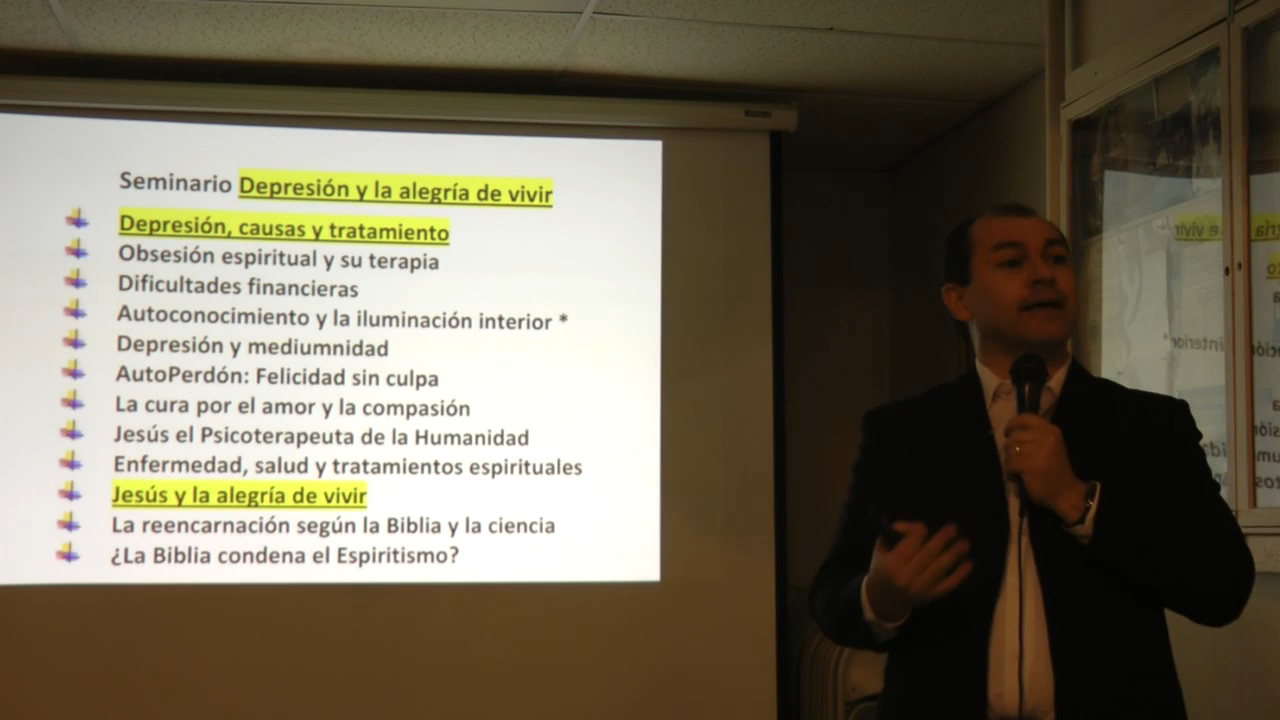 Seminario Depresión y la alegría de vivir
Depresión, causas y tratamiento
Obsesión espiritual y su terapia
Dificultades financieras
Autoconocimiento y la iluminación interior *
Depresión y mediumnidad
AutoPerdón: Felicidad sin culpa
La cura por el amor y la compasión
Jesús el Psicoterapeuta de la Humanidad
Enfermedad, salud y tratamientos espirituales
Jesús y la alegría de vivir
La reencarnación según la Biblia y la ciencia
¿La Biblia condena el Espiritismo?